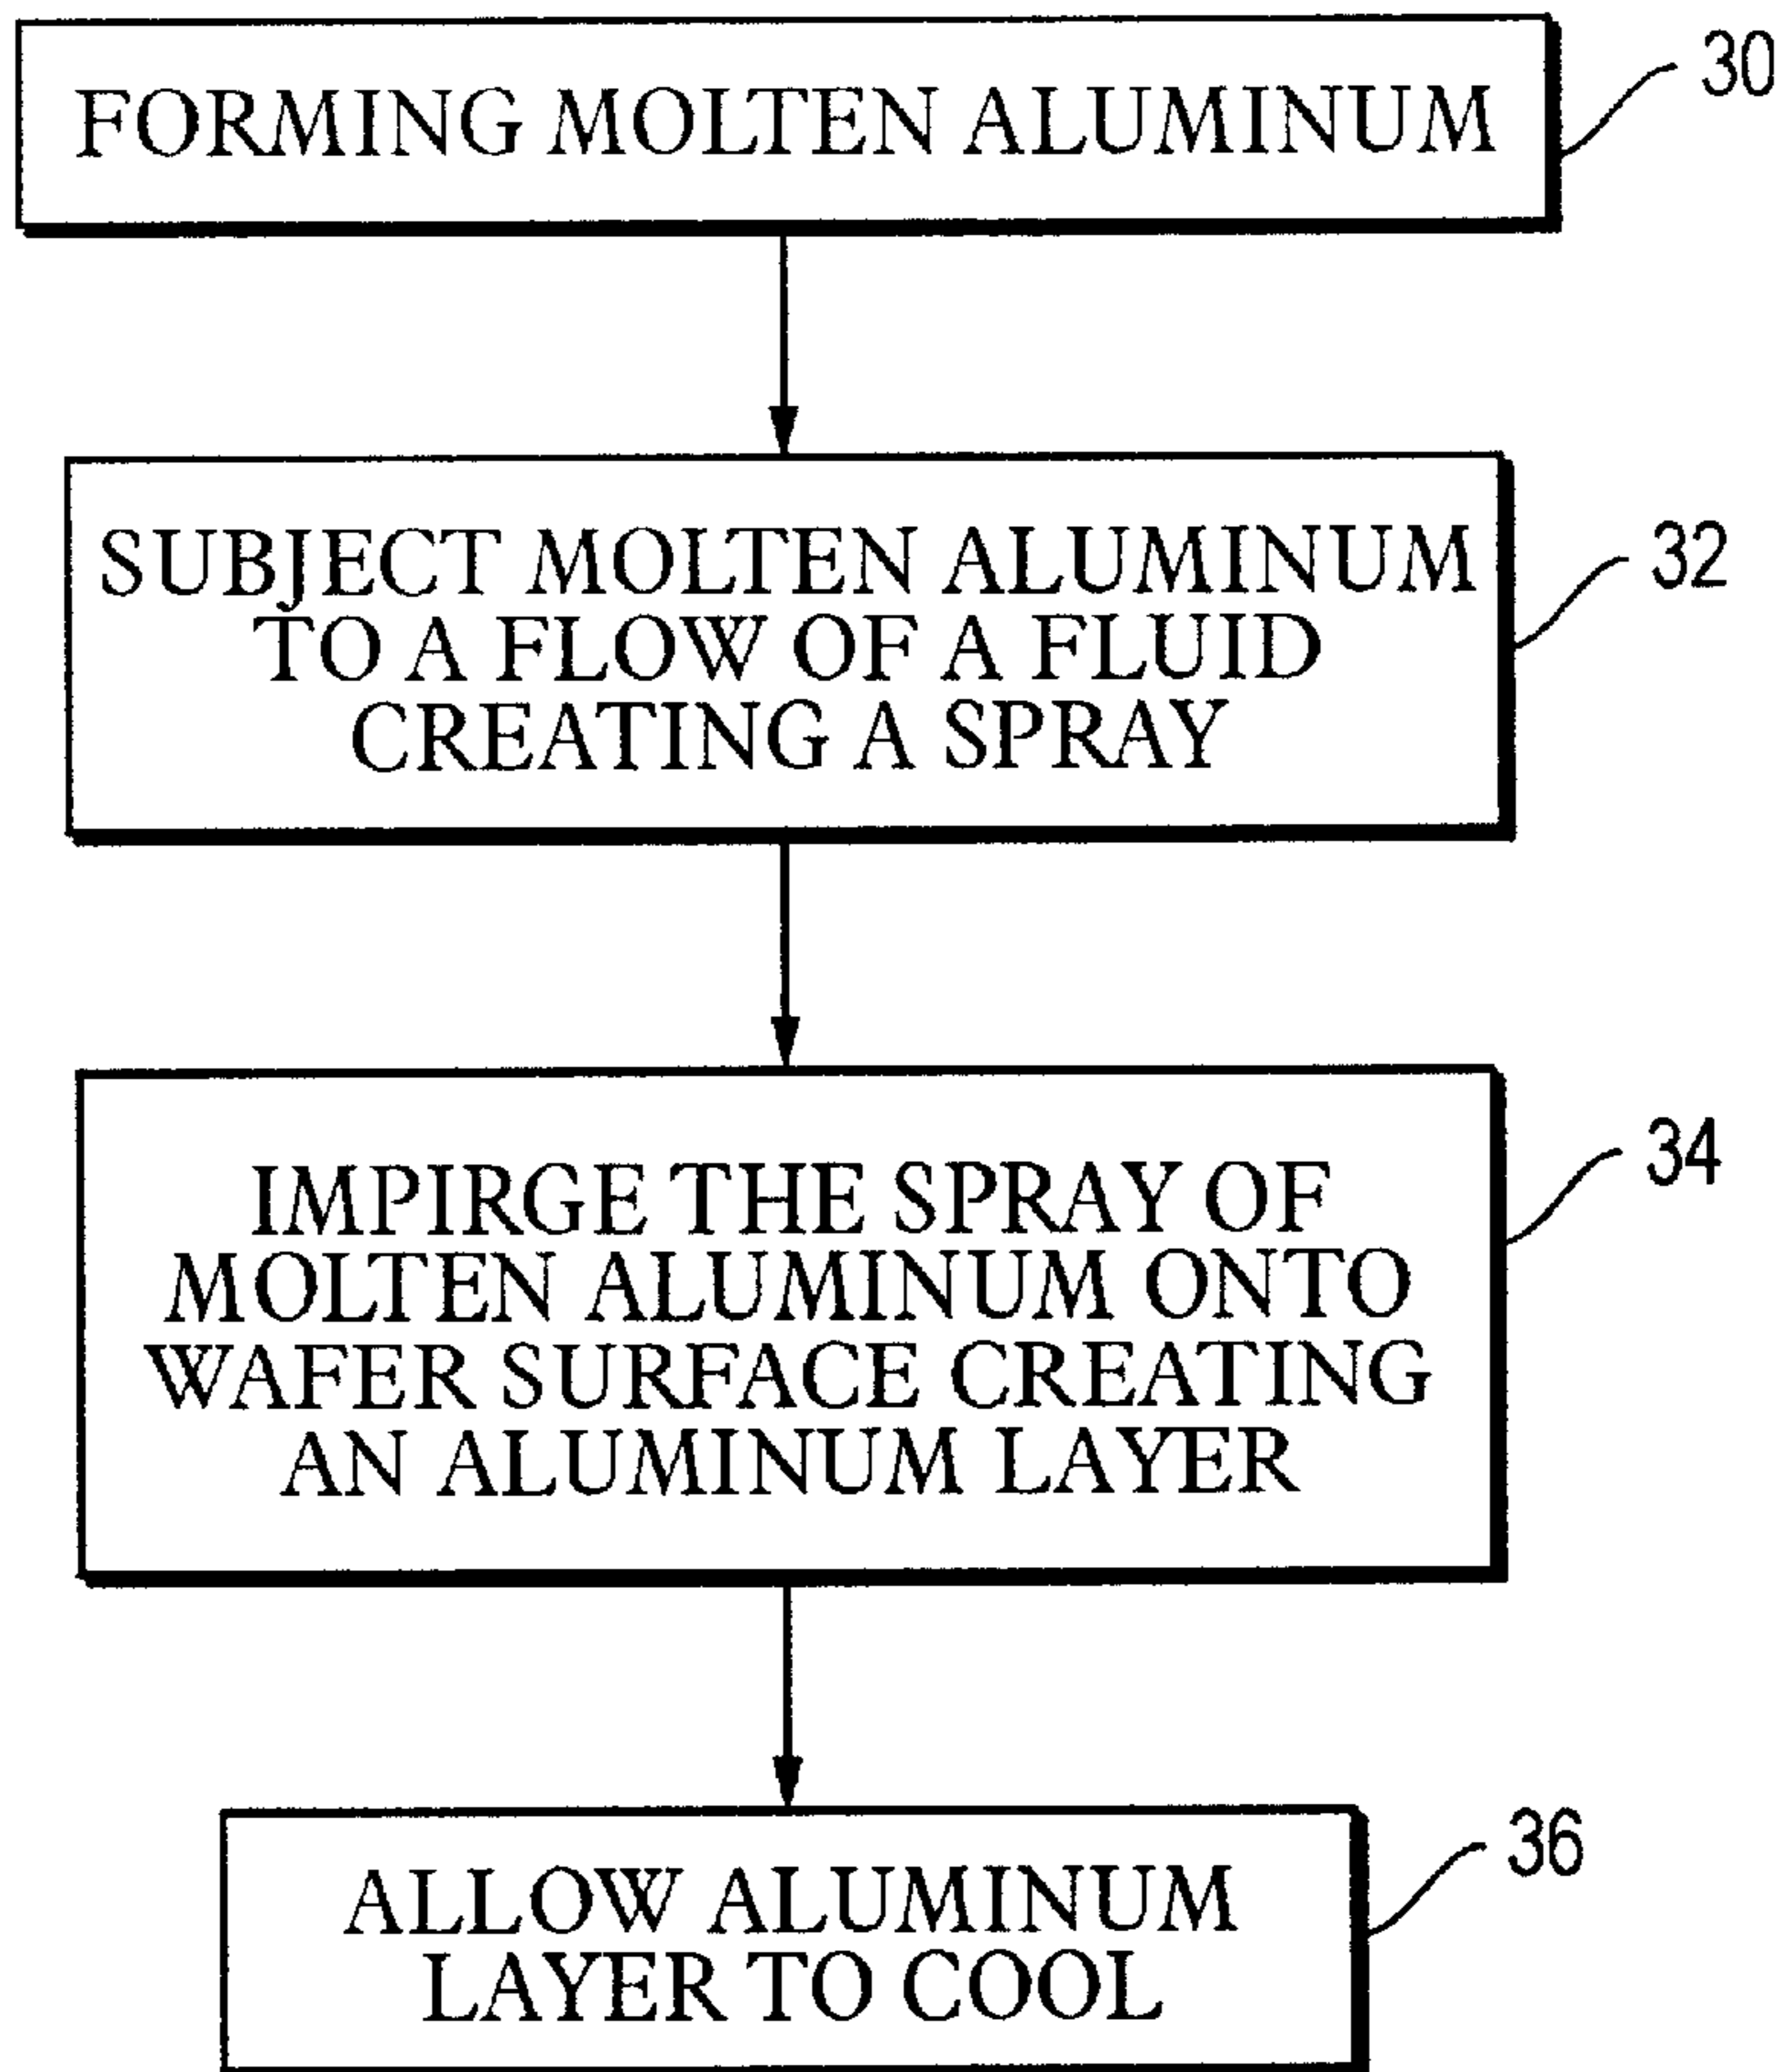 FORMING MOLTEN ALUMINUM
30
SUBJECT MOLTEN ALUMINUM
TO A FLOW OF A FLUID
CREATING A SPRAY
32
IMPIRGE THE SPRAY OF
MOLTEN ALUMINUM ONTO
WAFER SURFACE CREATING
AN ALUMINUM LAYER
34
ALLOW ALUMINUM
LAYER TO COOL
36